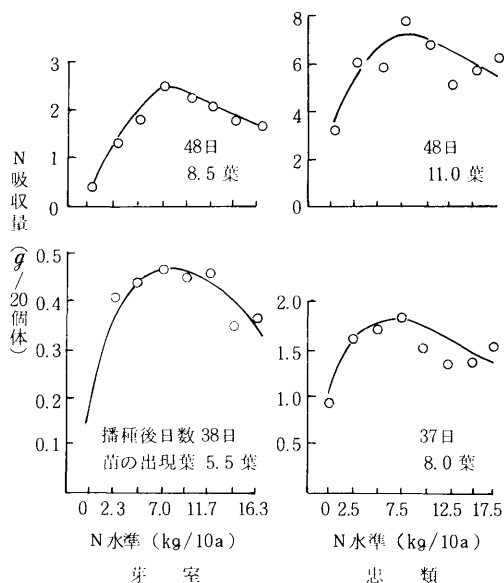 N吸収量(g/20個体)
3
2
1
0
48日
8.5葉
8
6
4
2
0
48日
11.0葉
0.5
0.4
0.3
0.2
0.1
播種後日数38日
苗の出現葉5.5葉
0 2.3 7.0 11.7 16.3
N水準(kg/10a)
芽室
2.0
1.5
1.0
0.5
37日
8.0葉
0 2.5 7.5 12.5 17.5
N水準(kg/10a)
忠類